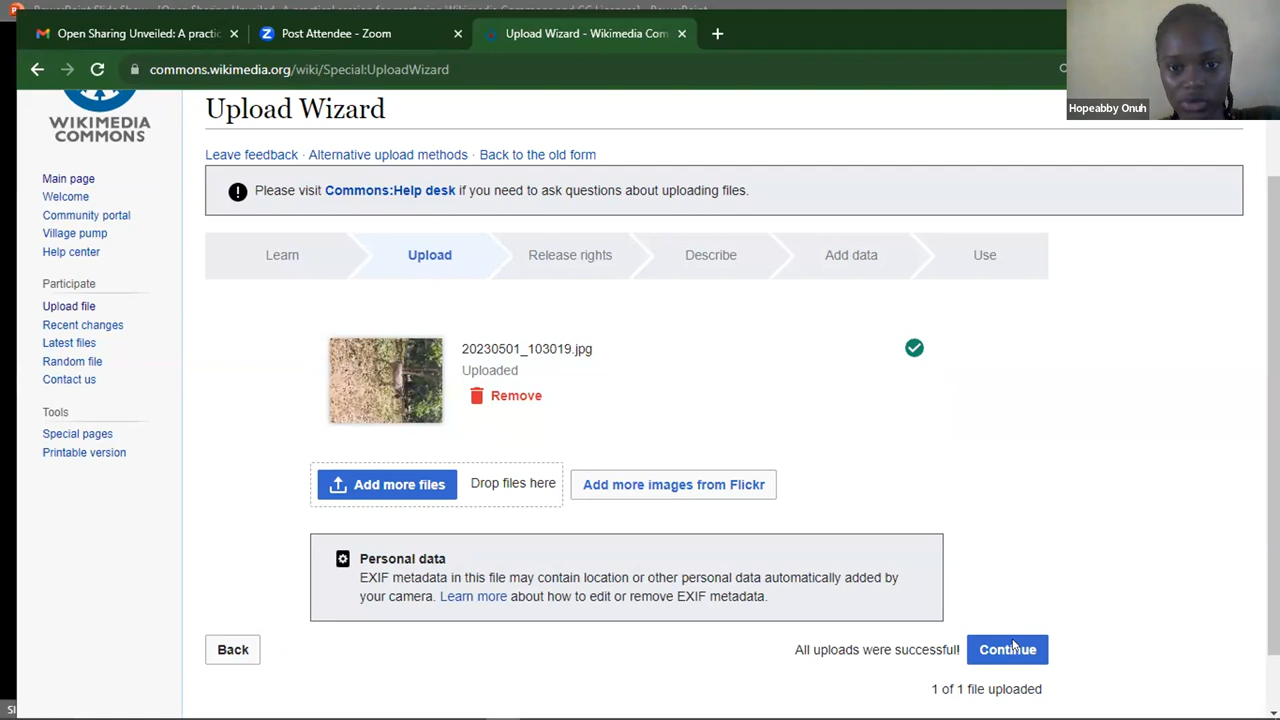 Open Sharing Unveiled: A practic
Post Attendee - Zoom
Upload Wizard - Wikimedia Com
commons.wikimedia.org/wiki/Special:UploadWizard
Hopeabby Onuh
WIKIMEDIA
COMMONS
Main page
Welcome
Community portal
Village pump
Help center
Participate
Upload file
Recent changes
Latest files
Random file
Contact us
Tools
Special pages
Printable version
Upload Wizard
Leave feedback · Alternative upload methods · Back to the old form
Please visit Commons:Help desk if you need to ask questions about uploading files.
Learn Upload Release rights Describe Add data Use
20230501_103019.jpg
Uploaded
Remove
Add more files Drop files here Add more images from Flickr
Personal data
EXIF metadata in this file may contain location or other personal data automatically added by
your camera. Learn more about how to edit or remove EXIF metadata.
Back All uploads were successful! Continue
1 of 1 file uploaded